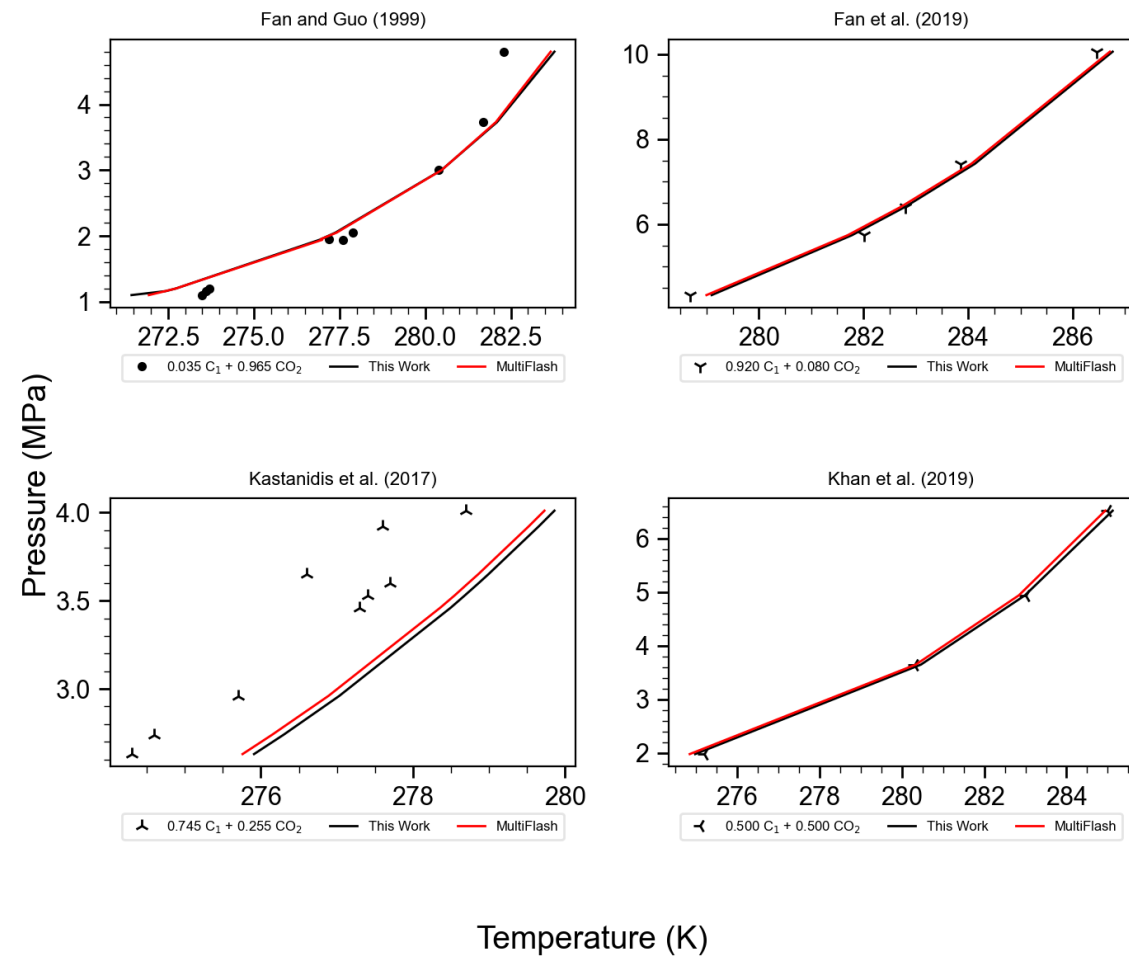 Fan and Guo (1999)
4
3
2
1
272.5 275.0 277.5 280.0 282.5
0.035 C₁ + 0.965 CO₂ This Work MultiFlash
Fan et al. (2019)
10
8
6
280 282 284 286
0.920 C₁ + 0.080 CO₂ This Work MultiFlash
Pressure (MPa)
Kastanidis et al. (2017)
4.0
3.5
3.0
276 278 280
0.745 C₁ + 0.255 CO₂ This Work MultiFlash
Khan et al. (2019)
6
5
4
3
2
276 278 280 282 284
0.500 C₁ + 0.500 CO₂ This Work MultiFlash
Temperature (K)